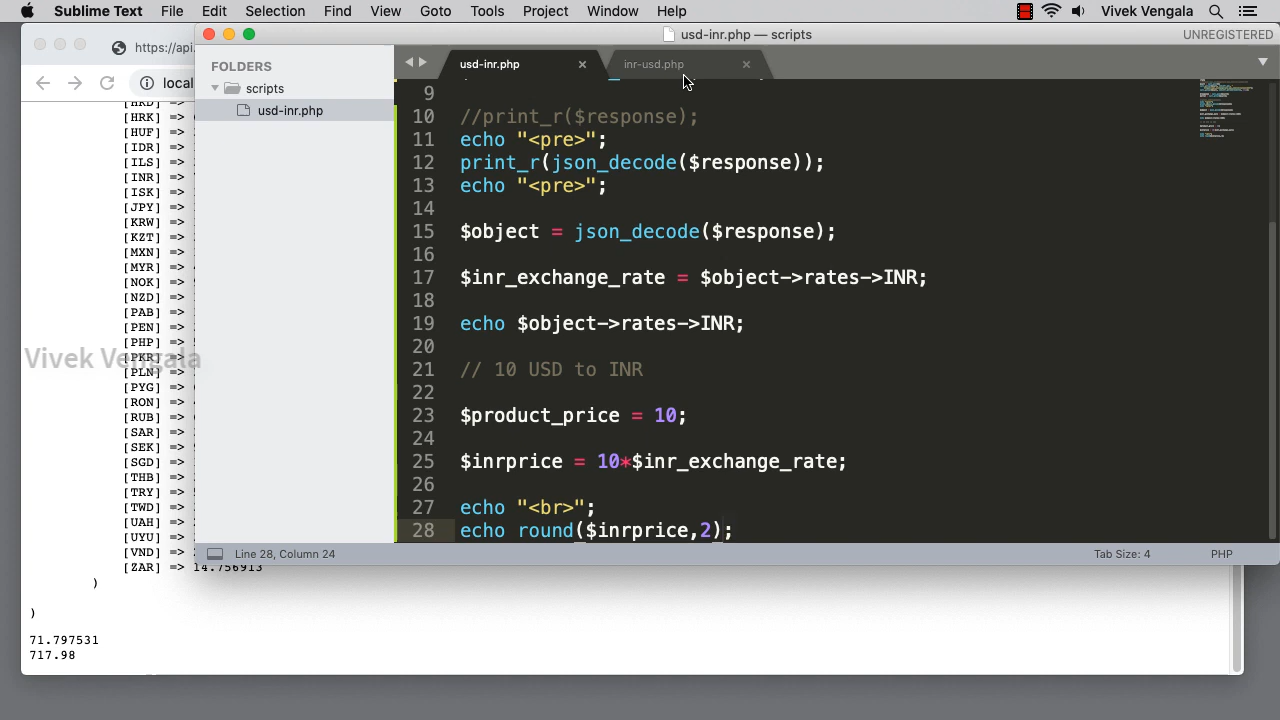 Sublime Text File Edit Selection Find View Goto Tools Project Window Help Vivek Vengala
usd-inr.php — scripts UNREGISTERED
https://api.
local
FOLDERS
scripts
usd-inr.php
usd-inr.php inr-usd.php
9
10 //print_r($response);
11 echo "<pre>";
12 print_r(json_decode($response));
13 echo "<pre>";
14
15 $object = json_decode($response);
16
17 $inr_exchange_rate = $object->rates->INR;
18
19 echo $object->rates->INR;
20
21 // 10 USD to INR
22
23 $product_price = 10;
24
25 $inrprice = 10*$inr_exchange_rate;
26
27 echo "<br>";
28 echo round($inrprice,2);
Line 28, Column 24 Tab Size: 4 PHP
[HRD] =>
[HRK] =>
[HUF] =>
[IDR] =>
[ILS] =>
[INR] =>
[ISK] =>
[JPY] =>
[KRW] =>
[KZT] =>
[MXN] =>
[MYR] =>
[NOK] =>
[NZD] =>
[PAB] =>
[PEN] =>
[PHP] =>
[PKR] =>
[PLN] =>
[PYG] =>
[RON] =>
[RUB] =>
[SAR] =>
[SEK] =>
[SGD] =>
[THB] =>
[TRY] =>
[TWD] =>
[UAH] =>
[UYU] =>
[VND] =>
[ZAR] => 14.756913
)
)
71.797531
717.98
Vivek Vengala